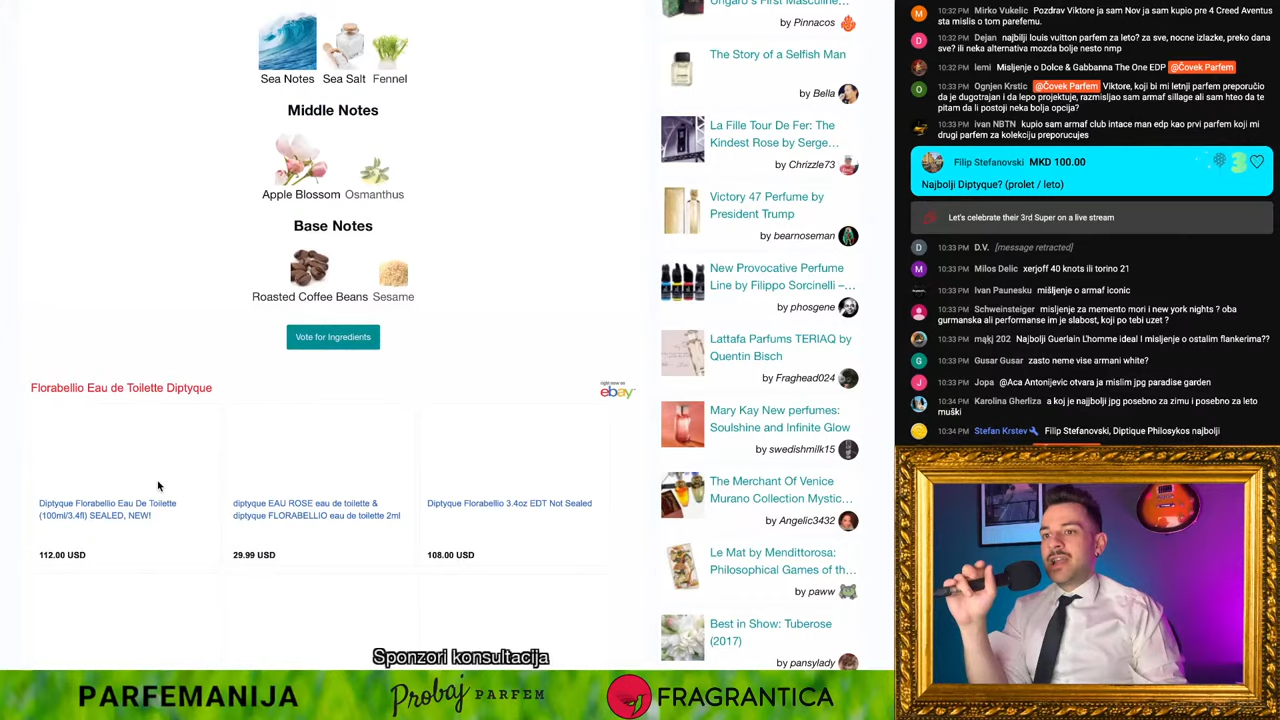 Sea Notes Sea Salt Fennel
Middle Notes
Apple Blossom Osmanthus
Base Notes
Roasted Coffee Beans Sesame
Vote for Ingredients
Florabellio Eau de Toilette Diptyque
right now on
ebay
Diptyque Florabellio Eau De Toilette
(100ml/3.4fl) SEALED, NEW!
112.00 USD
diptyque EAU ROSE eau de toilette &
diptyque FLORABELLIO eau de toilette 2ml
29.99 USD
Diptyque Florabellio 3.4oz EDT Not Sealed
108.00 USD
Ungaro's First Masculine...
by Pinnacos
The Story of a Selfish Man
by Bella
La Fille Tour De Fer: The
Kindest Rose by Serge...
by Chrizzle73
Victory 47 Perfume by
President Trump
by bearnoseman
New Provocative Perfume
Line by Filippo Sorcinelli –...
by phosgene
Lattafa Parfums TERIAQ by
Quentin Bisch
by Fraghead024
Mary Kay New perfumes:
Soulshine and Infinite Glow
by swedishmilk15
The Merchant Of Venice
Murano Collection Mystic...
by Angelic3432
Le Mat by Mendittorosa:
Philosophical Games of th...
by paww
Best in Show: Tuberose
(2017)
by pansylady
M 10:32 PM Mirko Vukelic Pozdrav Viktore ja sam Nov ja sam kupio pre 4 Creed Aventus
sta mislis o tom parefemu.
D 10:33 PM Dejan najbilji louis vuitton parfem za leto? za sve, nocne izlazke, preko dana
sve? ili neka alternativa mozda bolje nesto nmp
10:33 PM lemi Misljenje o Dolce & Gabbanna The One EDP @Čovek Parfem
O 10:33 PM Ognjen Krstic @Čovek Parfem Viktore, koji bi mi letnji parfem preporučio
da je dugotrajan i da lepo projektuje, razmisljao sam armaf sillage ali sam hteo da te
pitam da li postoji neka bolja opcija?
10:33 PM ivan NBTN kupio sam armaf club intace man edp kao prvi parfem koji mi
drugi parfem za kolekciju preporucujes
Filip Stefanovski MKD 100.00
3
Najbolji Diptyque? (prolet / leto)
Let's celebrate their 3rd Super on a live stream
D 10:33 PM D.V. [message retracted]
M 10:33 PM Milos Delic xerjoff 40 knots ili torino 21
10:33 PM Ivan Paunesku mišljenje o armaf iconic
10:33 PM Schweinsteiger misljenje za memento mori i new york nights ? oba
gurmanska ali performanse im je slabost, koji po tebi uzet ?
10:33 PM mąkj 202 Najbolji Guerlain L'homme ideal I misljenje o ostalim flankerima??
G 10:33 PM Gusar Gusar zasto neme vise armani white?
J 10:33 PM Jopa @Aca Antonijevic otvara ja mislim jpg paradise garden
10:34 PM Karolina Gherliza a koj je najjbolji jpg posebno za zimu i posebno za leto
muški
10:34 PM Stefan Krstev Filip Stefanovski, Diptique Philosykos najbolji
Sponzori konsultacija
PARFEMANIJA
Probaj PARFEM
FRAGRANTICA